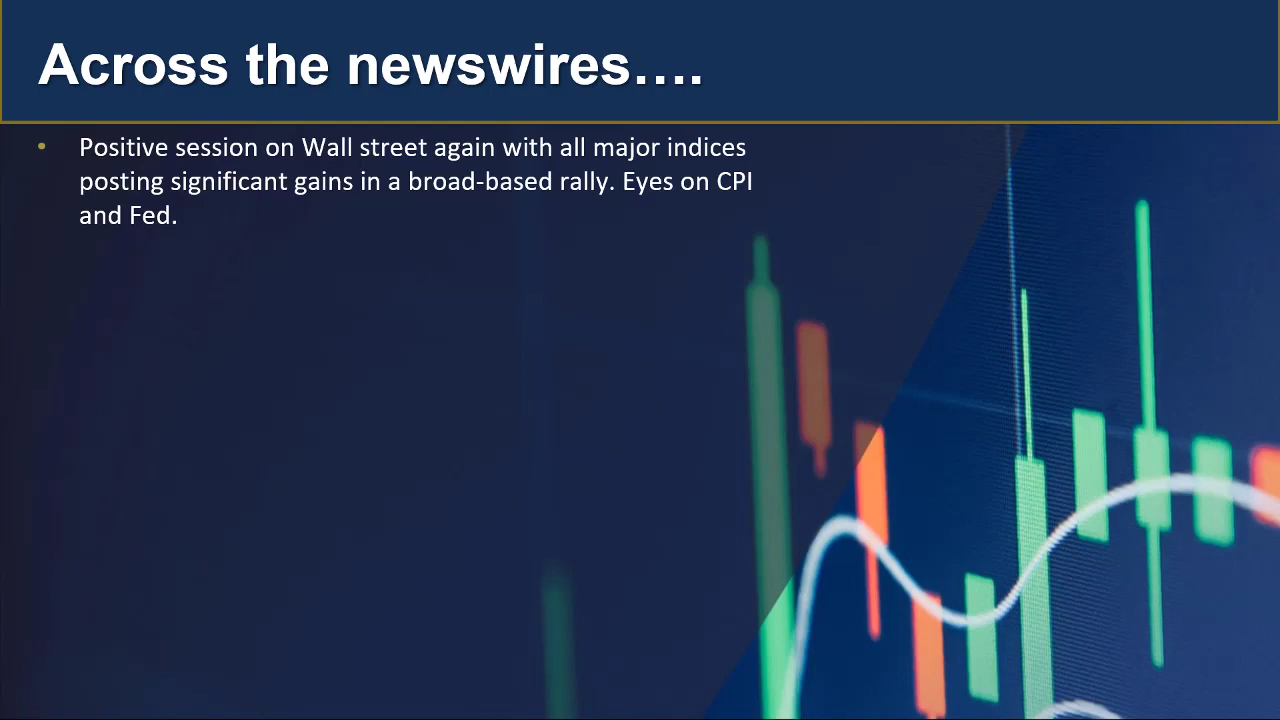 Across the newswires….
• Positive session on Wall street again with all major indices
posting significant gains in a broad-based rally. Eyes on CPI
and Fed.